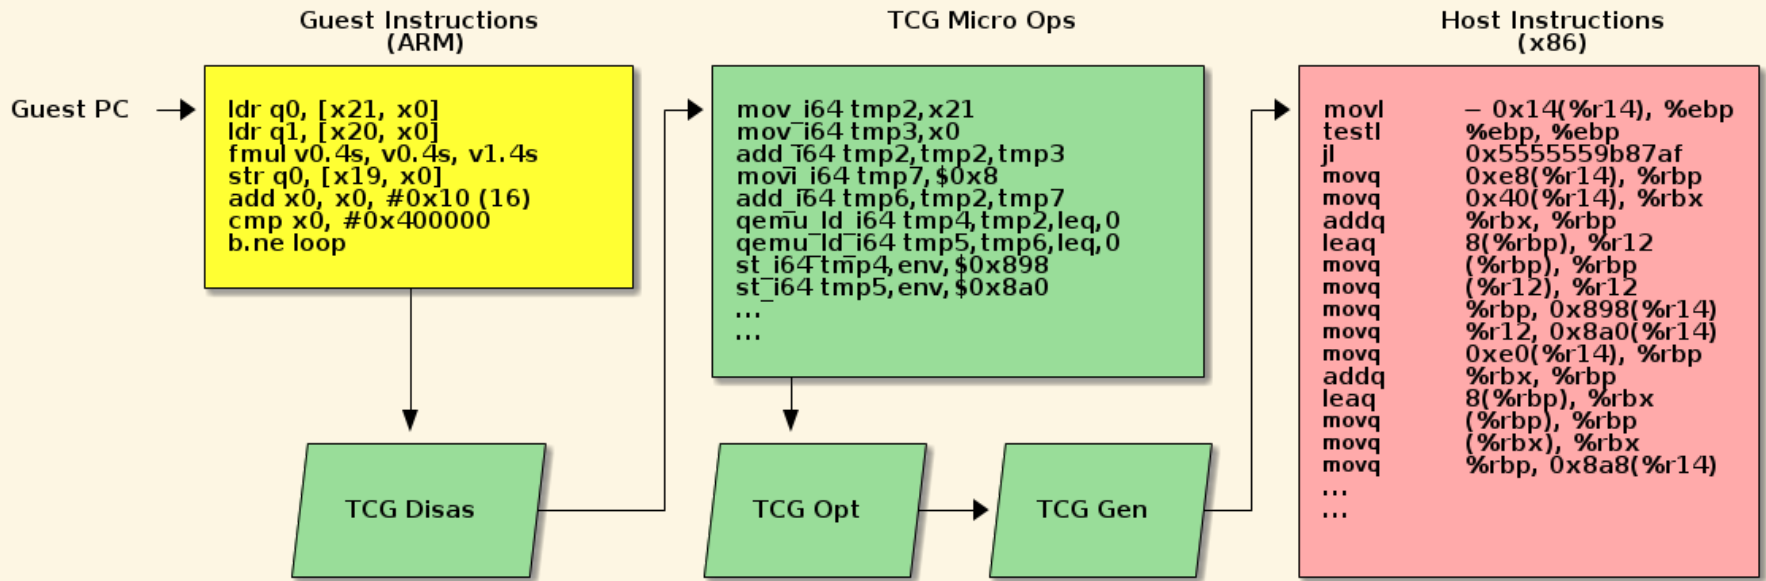 Guest Instructions
(ARM)
TCG Micro Ops
Host Instructions
(x86)
Guest PC
ldr q0, [x21, x0]
ldr q1, [x20, x0]
fmul v0.4s, v0.4s, v1.4s
str q0, [x19, x0]
add x0, x0, #0x10 (16)
cmp x0, #0x400000
b.ne loop
mov_i64 tmp2,x21
mov_i64 tmp3,x0
add_i64 tmp2,tmp2,tmp3
movi_i64 tmp7,$0x8
add_i64 tmp6,tmp2,tmp7
qemu_ld_i64 tmp4,tmp2,leq,0
qemu_ld_i64 tmp5,tmp6,leq,0
st_i64 tmp4,env,$0x898
st_i64 tmp5,env,$0x8a0
...
...
movl – 0x14(%r14), %ebp
testl %ebp, %ebp
jl 0x5555559b87af
movq 0xe8(%r14), %rbp
movq 0x40(%r14), %rbx
addq %rbx, %rbp
leaq 8(%rbp), %r12
movq (%rbp), %rbp
movq (%r12), %r12
movq %rbp, 0x898(%r14)
movq %r12, 0x8a0(%r14)
movq 0xe0(%r14), %rbp
addq %rbx, %rbp
leaq 8(%rbp), %rbx
movq (%rbp), %rbp
movq (%rbx), %rbx
movq %rbp, 0x8a8(%r14)
...
...
TCG Disas
TCG Opt
TCG Gen